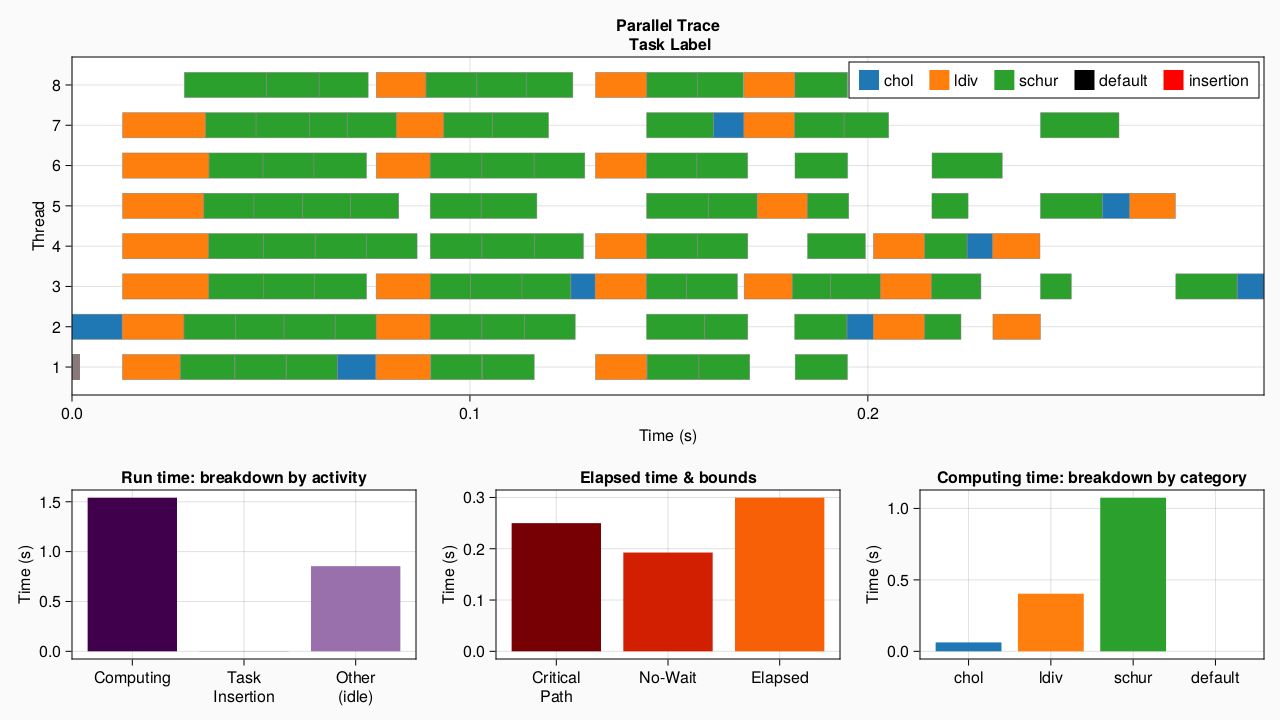 Parallel Trace
Task Label
chol ldiv schur default insertion
8
7
6
5
4
3
2
1
Thread
0.0 0.1 0.2
Time (s)
Run time: breakdown by activity
1.5
1.0
0.5
0.0
Time (s)
Computing Task Insertion Other (idle)
Elapsed time & bounds
0.3
0.2
0.1
0.0
Time (s)
Critical Path No-Wait Elapsed
Computing time: breakdown by category
1.0
0.5
0.0
Time (s)
chol ldiv schur default